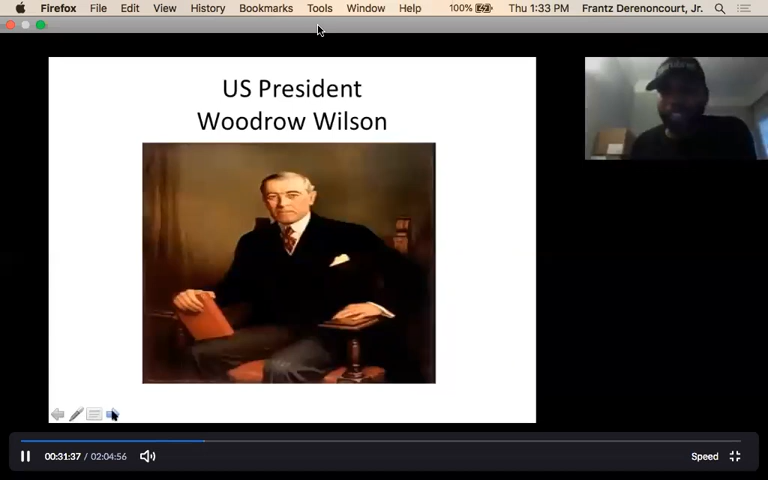 Firefox File Edit View History Bookmarks Tools Window Help 100% Thu 1:33 PM Frantz Derenoncourt, Jr.
US President
Woodrow Wilson
00:31:37 / 02:04:56 Speed